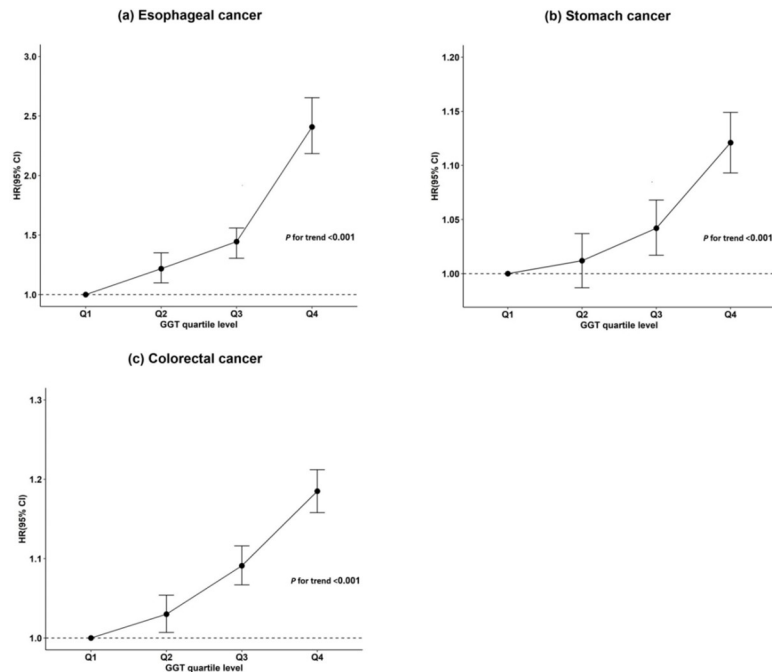 (a) Esophageal cancer
3.0
2.5
2.0
1.5
1.0
HR(95% CI)
P for trend <0.001
Q1 Q2 Q3 Q4
GGT quartile level
(b) Stomach cancer
1.20
1.15
1.10
1.05
1.00
HR(95% CI)
P for trend <0.001
Q1 Q2 Q3 Q4
GGT quartile level
(c) Colorectal cancer
1.3
1.2
1.1
1.0
HR(95% CI)
P for trend <0.001
Q1 Q2 Q3 Q4
GGT quartile level